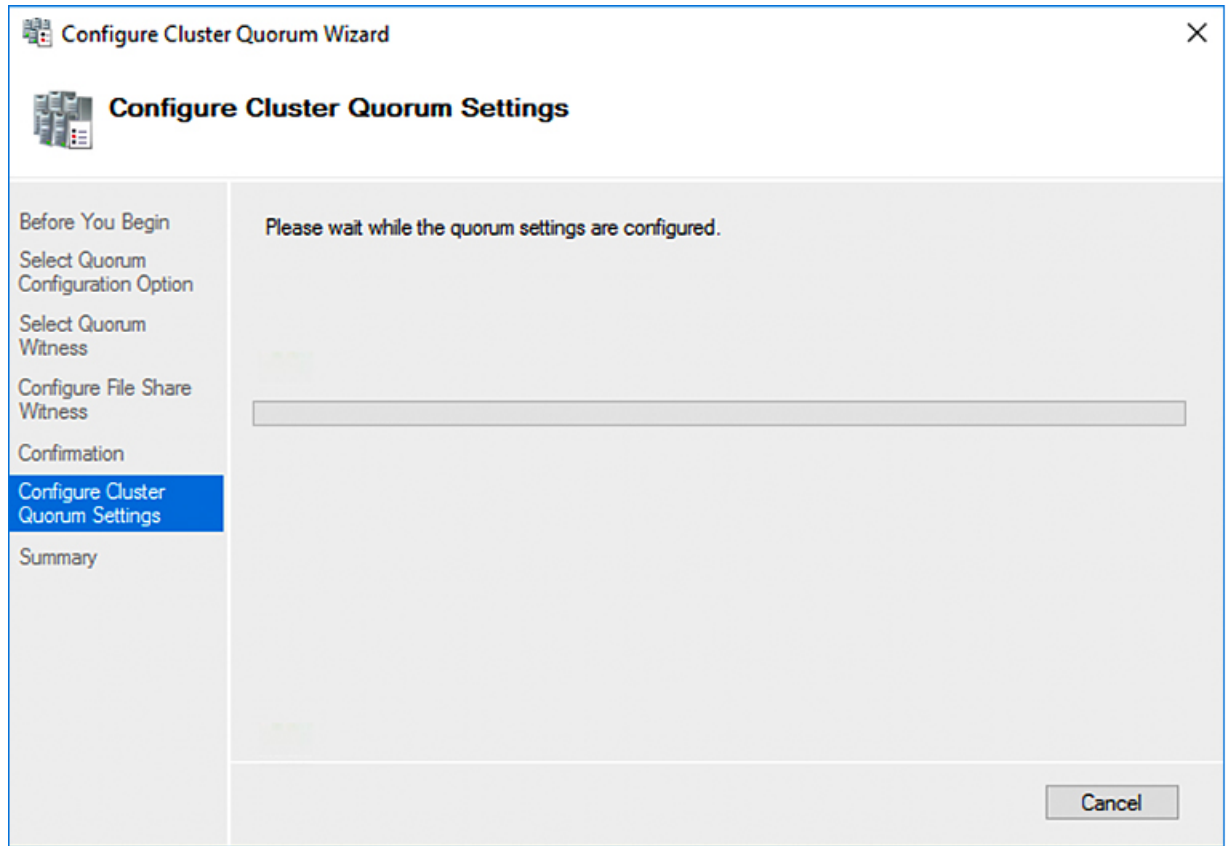 Configure Cluster Quorum Wizard
Configure Cluster Quorum Settings
Before You Begin
Select Quorum
Configuration Option
Select Quorum
Witness
Configure File Share
Witness
Confirmation
Configure Cluster
Quorum Settings
Summary
Please wait while the quorum settings are configured.
Cancel